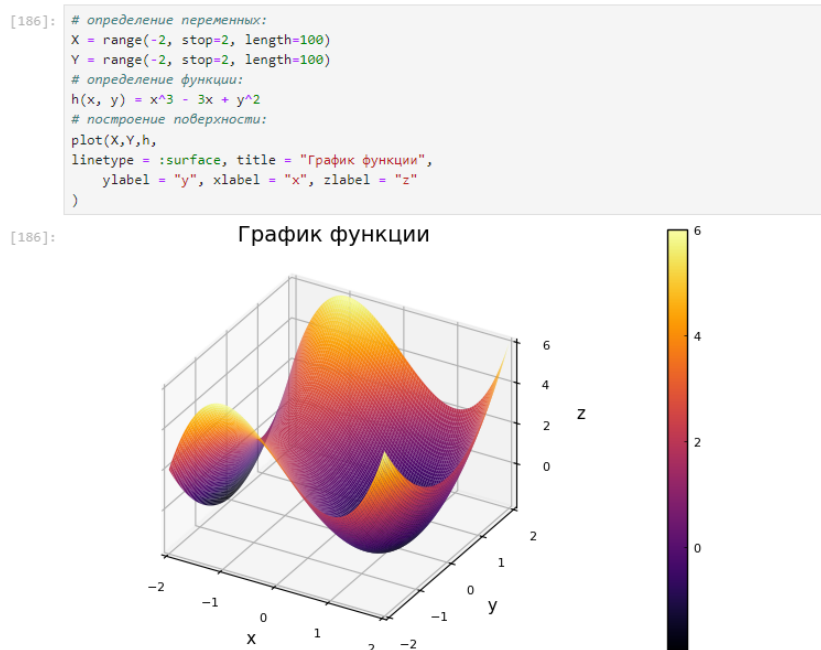 [186]:
# определение переменных:
X = range(-2, stop=2, length=100)
Y = range(-2, stop=2, length=100)
# определение функции:
h(x, y) = x^3 - 3x + y^2
# построение поверхности:
plot(X,Y,h,
linetype = :surface, title = "График функции",
    ylabel = "y", xlabel = "x", zlabel = "z"
)
[186]:
График функции
6
4
2
0
z
6
4
2
0
2
1
0
−1
−2
y
−2
−1
0
1
2
x